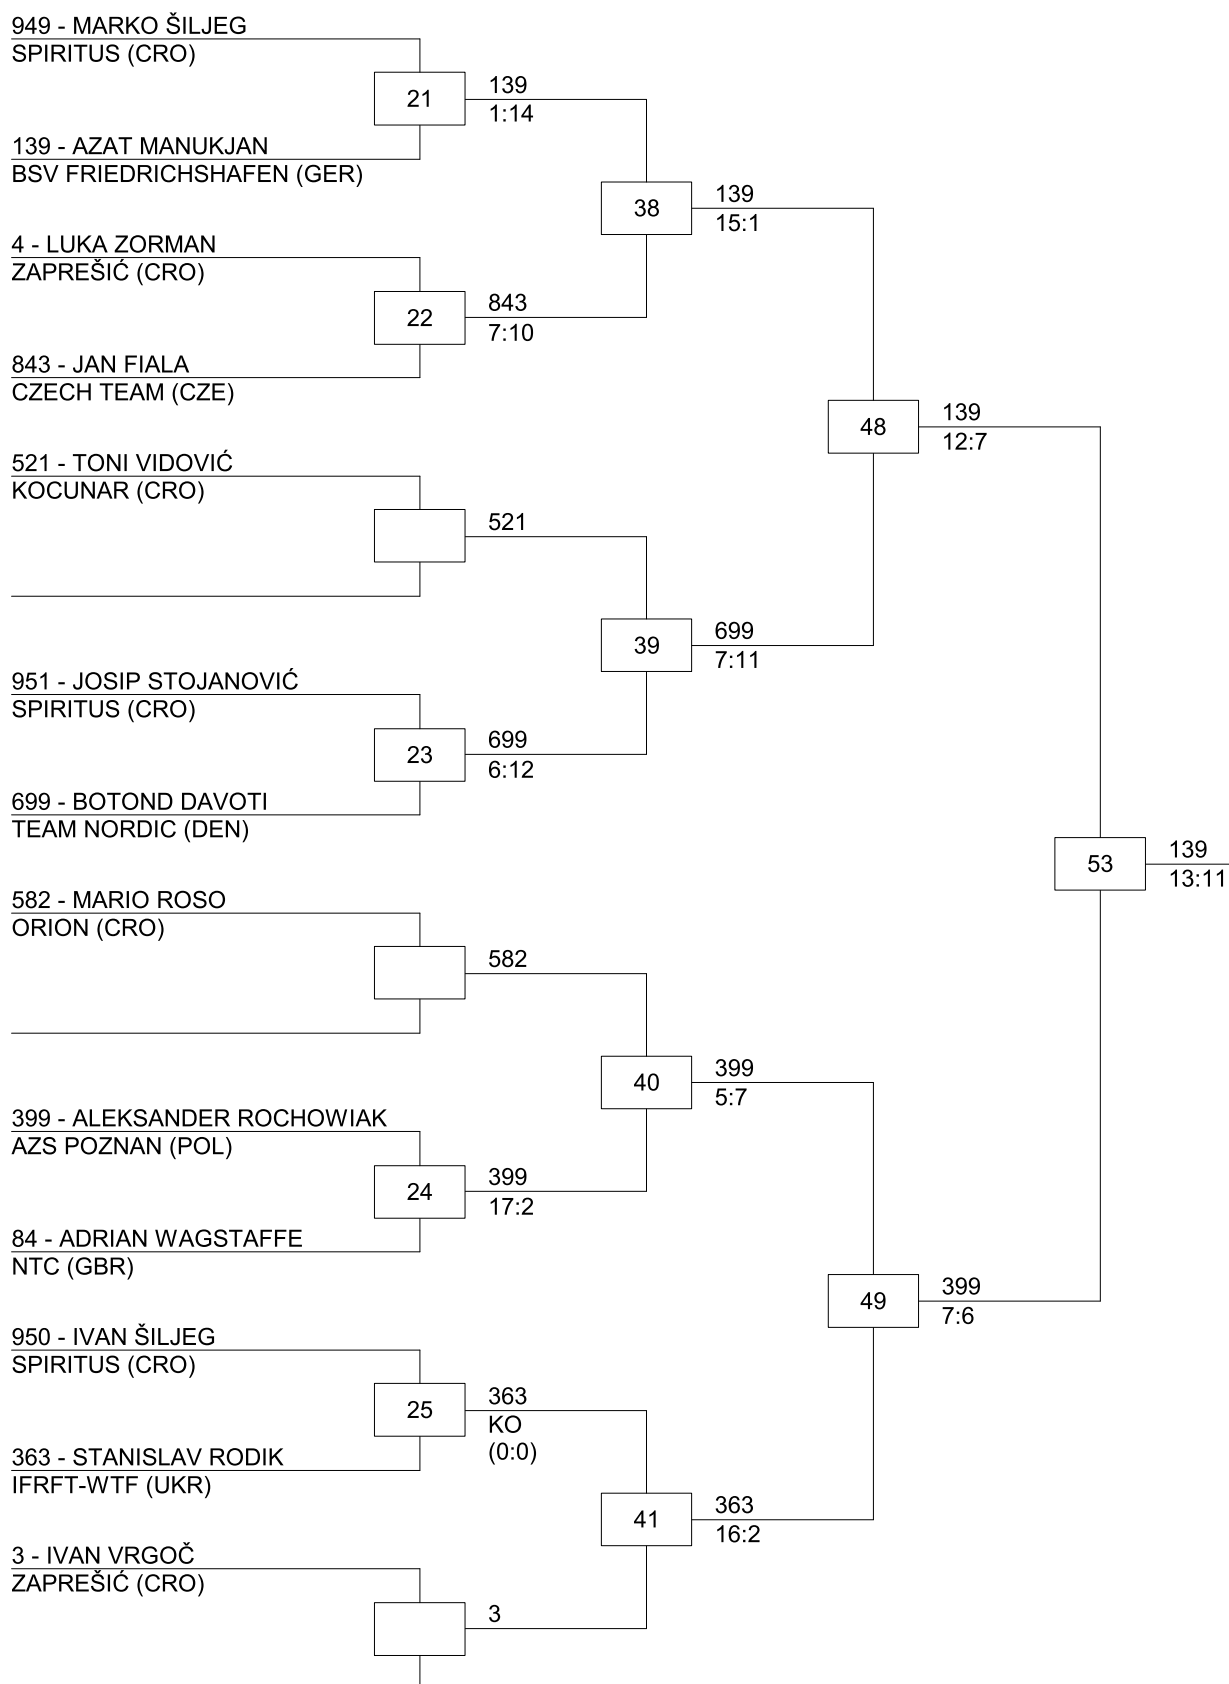 949 - MARKO ŠILJEG
SPIRITUS (CRO)
21
139
1:14
139 - AZAT MANUKJAN
BSV FRIEDRICHSHAFEN (GER)
38
139
15:1
4 - LUKA ZORMAN
ZAPREŠIĆ (CRO)
22
843
7:10
843 - JAN FIALA
CZECH TEAM (CZE)
48
139
12:7
521 - TONI VIDOVIĆ
KOCUNAR (CRO)
521
39
699
7:11
951 - JOSIP STOJANOVIĆ
SPIRITUS (CRO)
23
699
6:12
699 - BOTOND DAVOTI
TEAM NORDIC (DEN)
53
139
13:11
582 - MARIO ROSO
ORION (CRO)
582
40
399
5:7
399 - ALEKSANDER ROCHOWIAK
AZS POZNAN (POL)
24
399
17:2
84 - ADRIAN WAGSTAFFE
NTC (GBR)
49
399
7:6
950 - IVAN ŠILJEG
SPIRITUS (CRO)
25
363
KO
(0:0)
363 - STANISLAV RODIK
IFRFT-WTF (UKR)
41
363
16:2
3 - IVAN VRGOČ
ZAPREŠIĆ (CRO)
3